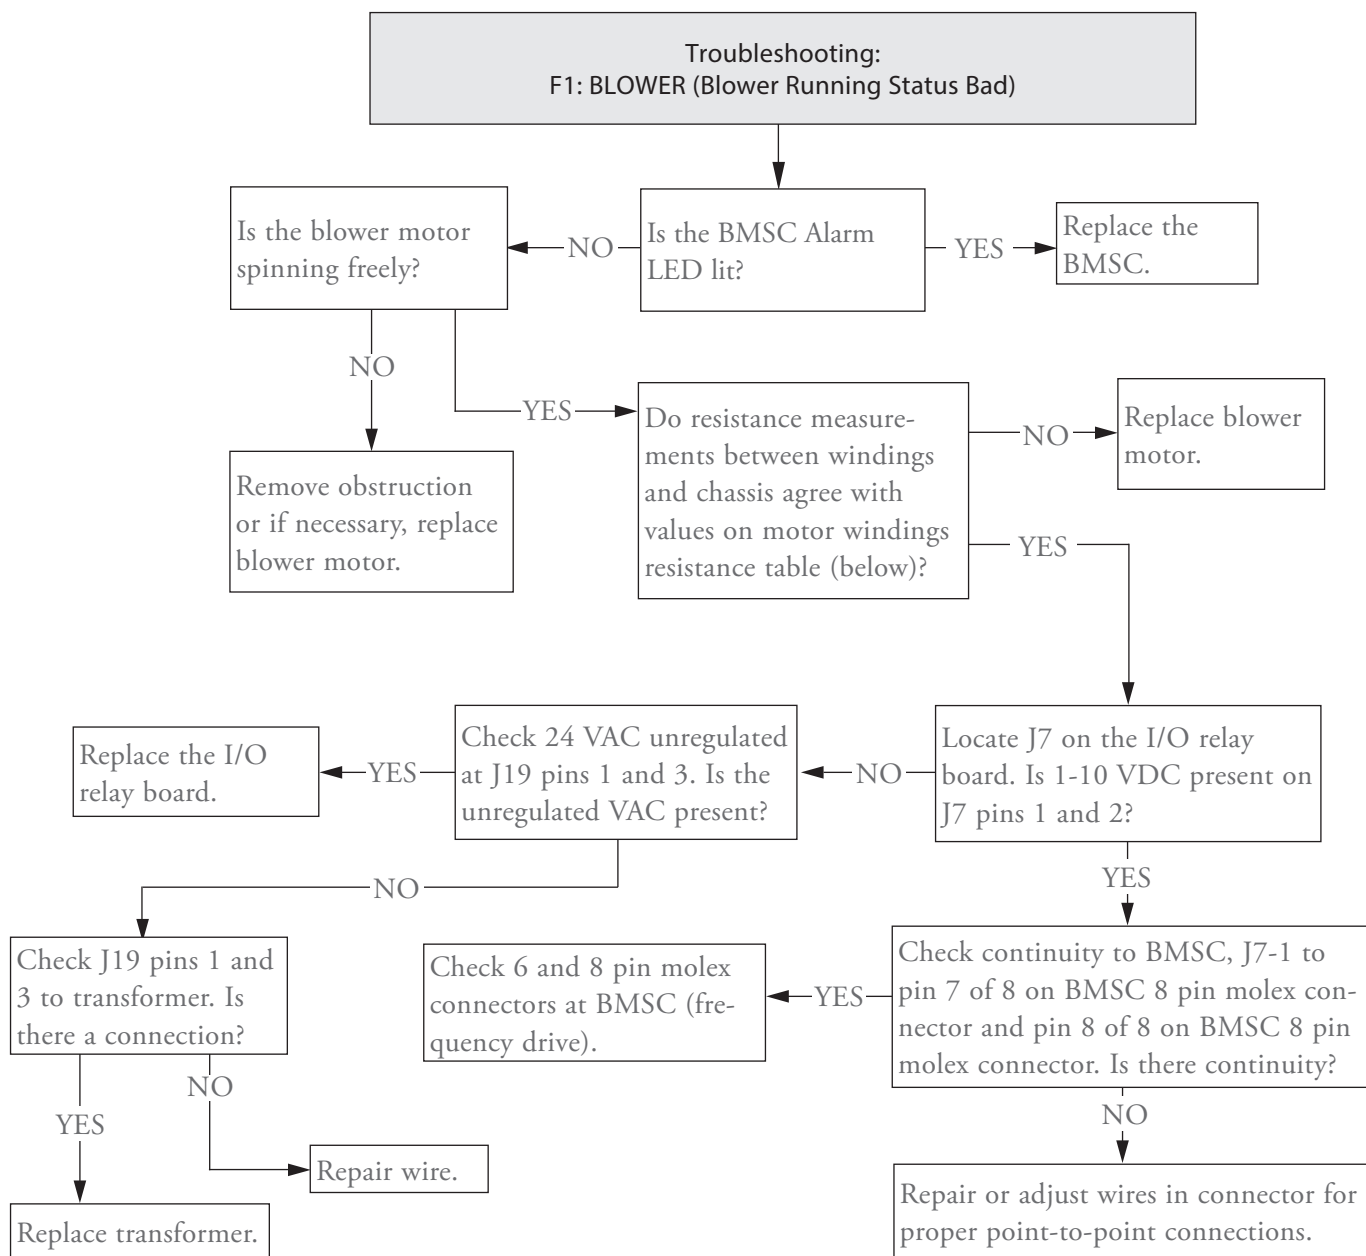 Troubleshooting:
F1: BLOWER (Blower Running Status Bad)
Is the blower motor
spinning freely?
NO
Is the BMSC Alarm
LED lit?
YES
Replace the
BMSC.
NO
YES
Do resistance measure-
ments between windings
and chassis agree with
values on motor windings
resistance table (below)?
NO
Replace blower
motor.
Remove obstruction
or if necessary, replace
blower motor.
YES
Replace the I/O
relay board.
YES
Check 24 VAC unregulated
at J19 pins 1 and 3. Is the
unregulated VAC present?
NO
Locate J7 on the I/O relay
board. Is 1-10 VDC present on
J7 pins 1 and 2?
NO
YES
Check J19 pins 1 and
3 to transformer. Is
there a connection?
Check 6 and 8 pin molex
connectors at BMSC (fre-
quency drive).
YES
Check continuity to BMSC, J7-1 to
pin 7 of 8 on BMSC 8 pin molex con-
nector and pin 8 of 8 on BMSC 8 pin
molex connector. Is there continuity?
YES
NO
NO
Repair wire.
Replace transformer.
Repair or adjust wires in connector for
proper point-to-point connections.